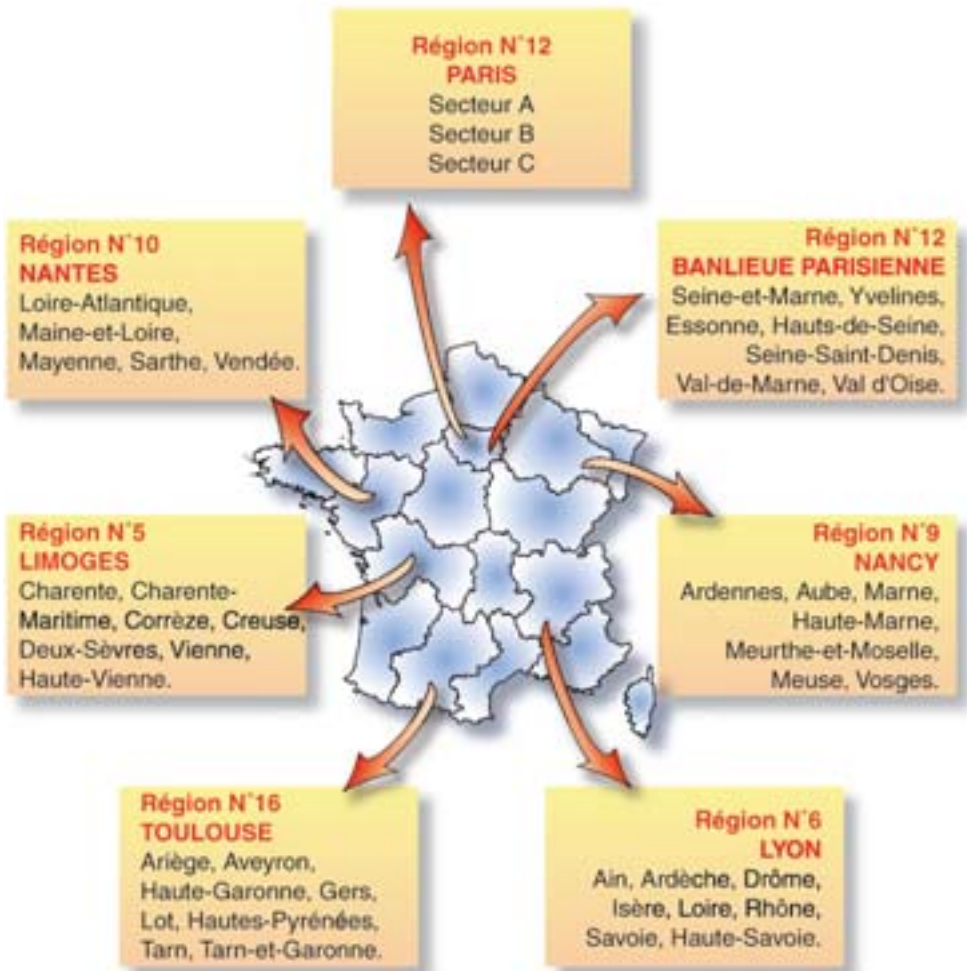 Région N°12
PARIS
Secteur A
Secteur B
Secteur C
Région N°10
NANTES
Loire-Atlantique,
Maine-et-Loire,
Mayenne, Sarthe, Vendée.
Région N°12
BANLIEUE PARISIENNE
Seine-et-Marne, Yvelines,
Essonne, Hauts-de-Seine,
Seine-Saint-Denis,
Val-de-Marne, Val d'Oise.
Région N°5
LIMOGES
Charente, Charente-
Maritime, Corrèze, Creuse,
Deux-Sèvres, Vienne,
Haute-Vienne.
Région N°9
NANCY
Ardennes, Aube, Marne,
Haute-Marne,
Meurthe-et-Moselle,
Meuse, Vosges.
Région N°16
TOULOUSE
Ariège, Aveyron,
Haute-Garonne, Gers,
Lot, Hautes-Pyrénées,
Tarn, Tarn-et-Garonne.
Région N°6
LYON
Ain, Ardèche, Drôme,
Isère, Loire, Rhône,
Savoie, Haute-Savoie.